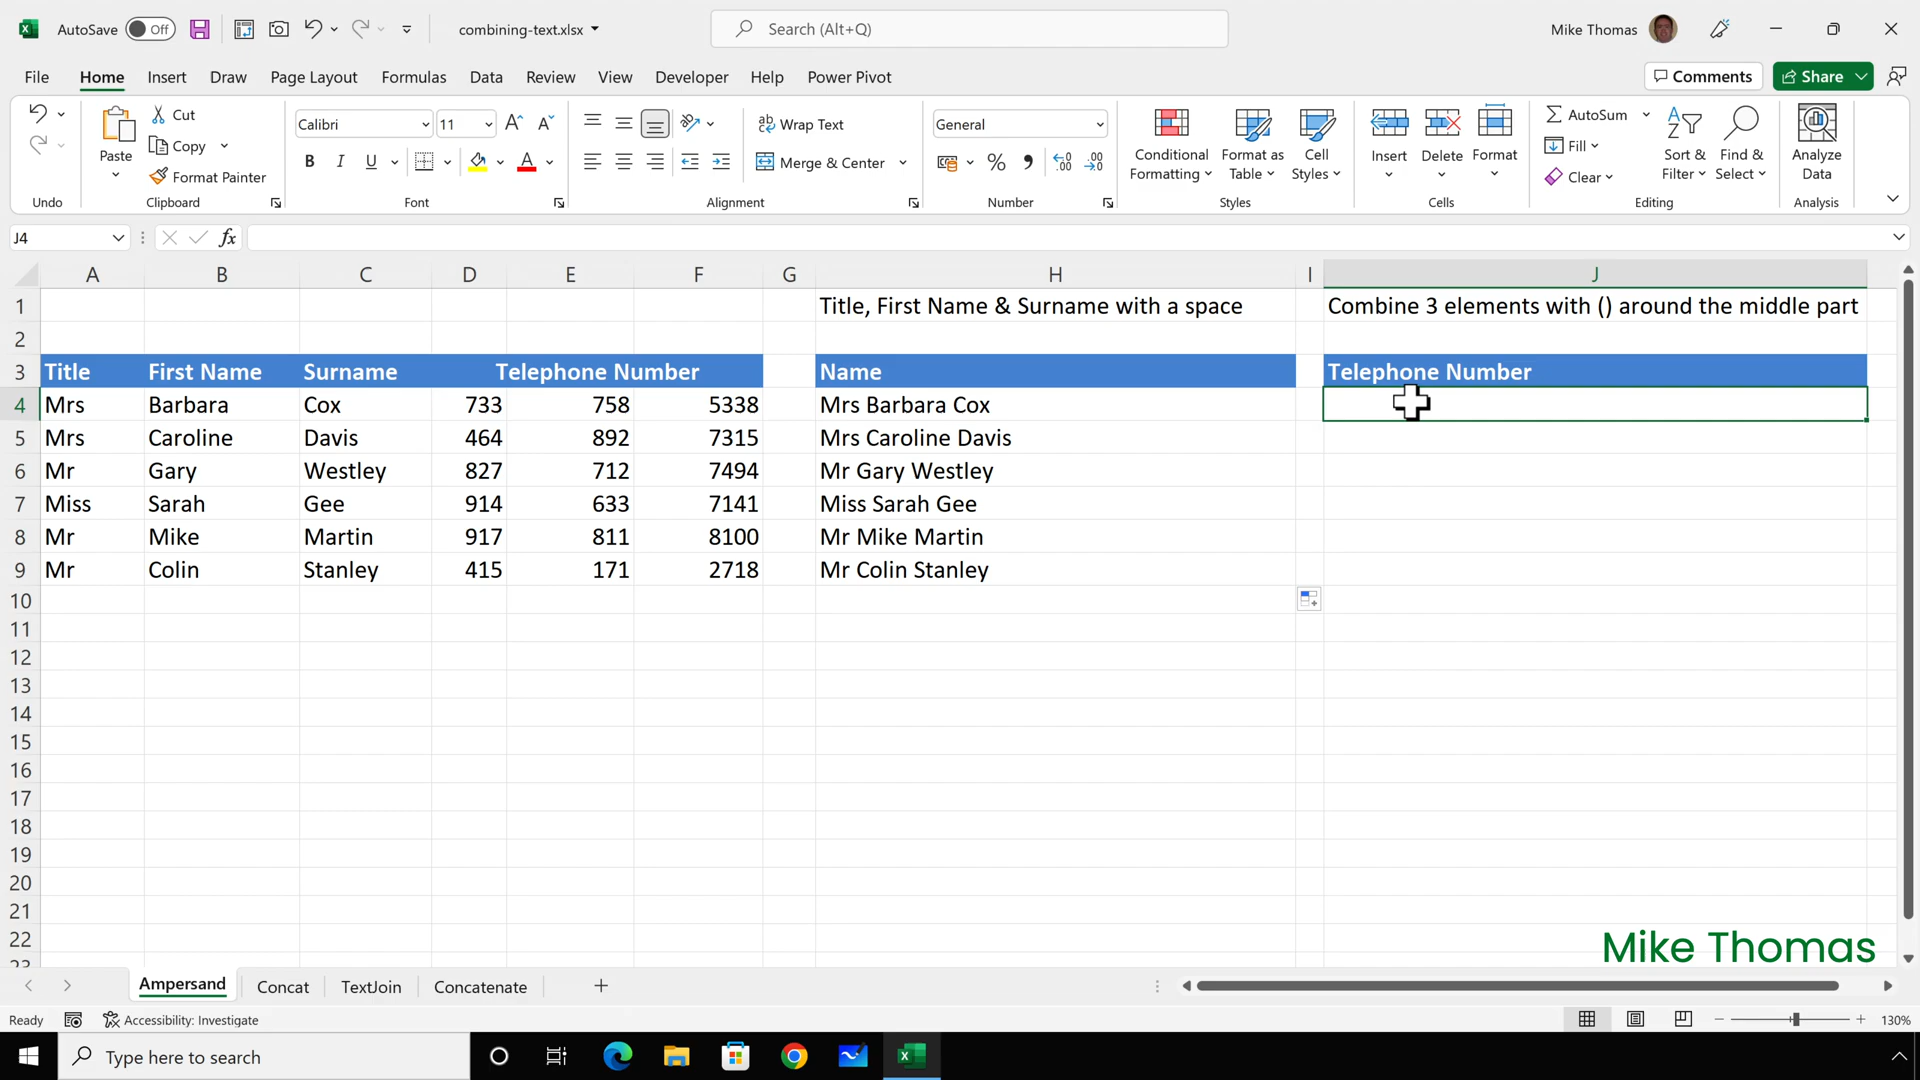 AutoSave Off combining-text.xlsx Search (Alt+Q) Mike Thomas
File Home Insert Draw Page Layout Formulas Data Review View Developer Help Power Pivot Comments Share
Cut Calibri 11 Wrap Text General AutoSum
Copy Fill
Paste Format Painter Merge & Center Conditional Formatting Format as Table Cell Styles Insert Delete Format Clear Sort & Filter Find & Select Analyze Data
Undo Clipboard Font Alignment Number Styles Cells Editing Analysis
J4 fx
A B C D E F G H I J
1 Title, First Name & Surname with a space Combine 3 elements with () around the middle part
2
3 Title First Name Surname Telephone Number Name Telephone Number
4 Mrs Barbara Cox 733 758 5338 Mrs Barbara Cox
5 Mrs Caroline Davis 464 892 7315 Mrs Caroline Davis
6 Mr Gary Westley 827 712 7494 Mr Gary Westley
7 Miss Sarah Gee 914 633 7141 Miss Sarah Gee
8 Mr Mike Martin 917 811 8100 Mr Mike Martin
9 Mr Colin Stanley 415 171 2718 Mr Colin Stanley
10
11
12
13
14
15
16
17
18
19
20
21
22
23
Mike Thomas
Ampersand Concat TextJoin Concatenate
Ready Accessibility: Investigate 130%
Type here to search